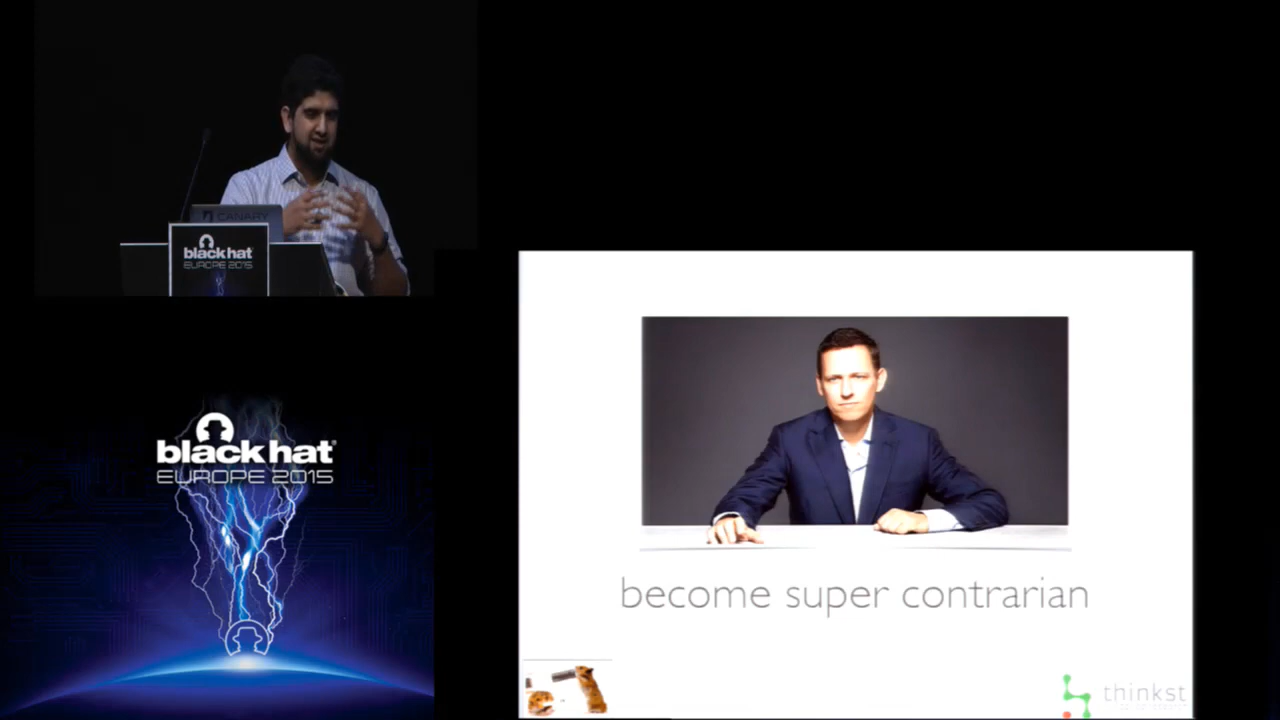 CANARY
black hat
EUROPE 2015
black hat
EUROPE 2015
become super contrarian
thinkst